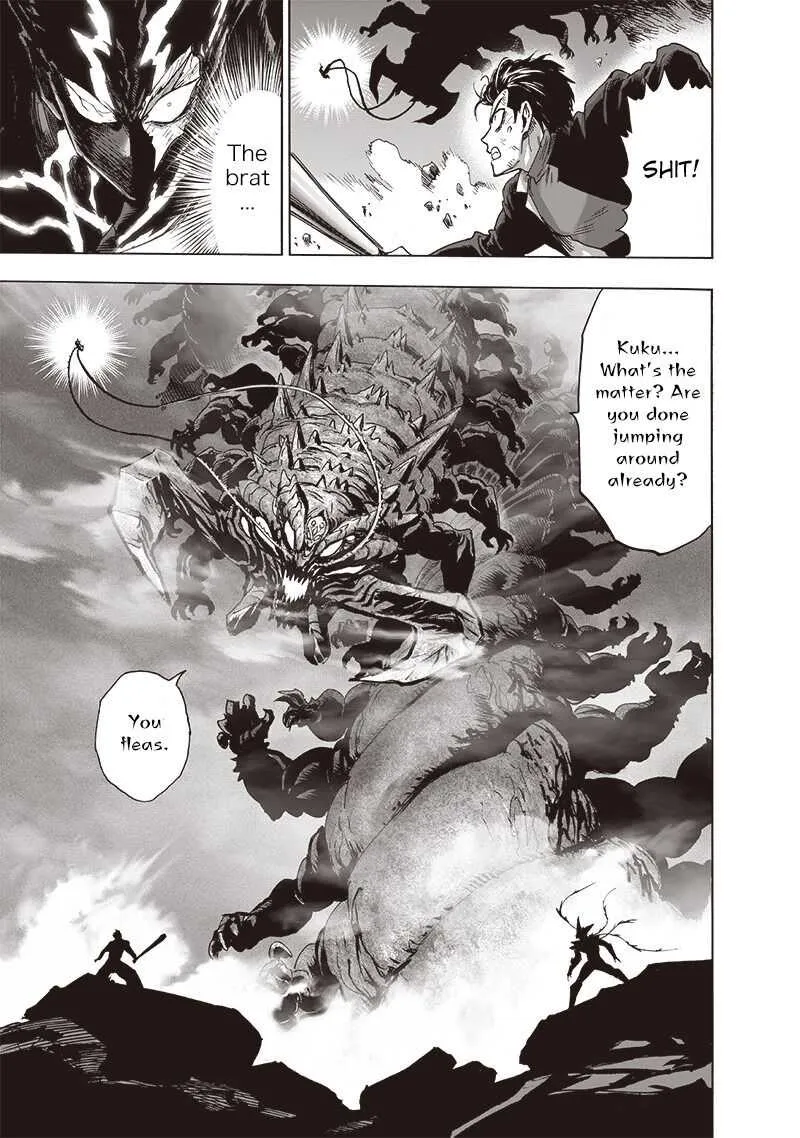 SHIT!
The
brat
...
Kuku...
What's the
matter? Are
you done
jumping
around
already?
You
fleas.